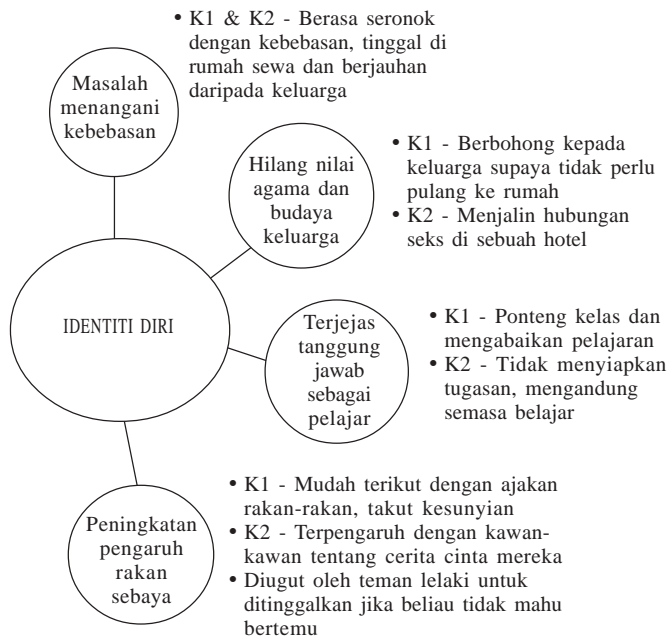 • K1 & K2 - Berasa seronok
dengan kebebasan, tinggal di
rumah sewa dan berjauhan
daripada keluarga
Masalah
menangani
kebebasan
Hilang nilai
agama dan
budaya
keluarga
• K1 - Berbohong kepada
keluarga supaya tidak perlu
pulang ke rumah
• K2 - Menjalin hubungan
seks di sebuah hotel
IDENTITI DIRI
Terjejas
tanggung
jawab
sebagai
pelajar
• K1 - Ponteng kelas dan
mengabaikan pelajaran
• K2 - Tidak menyiapkan
tugasan, mengandung
semasa belajar
Peningkatan
pengaruh
rakan
sebaya
• K1 - Mudah terikut dengan ajakan
rakan-rakan, takut kesunyian
• K2 - Terpengaruh dengan kawan-
kawan tentang cerita cinta mereka
• Diugut oleh teman lelaki untuk
ditinggalkan jika beliau tidak mahu
bertemu